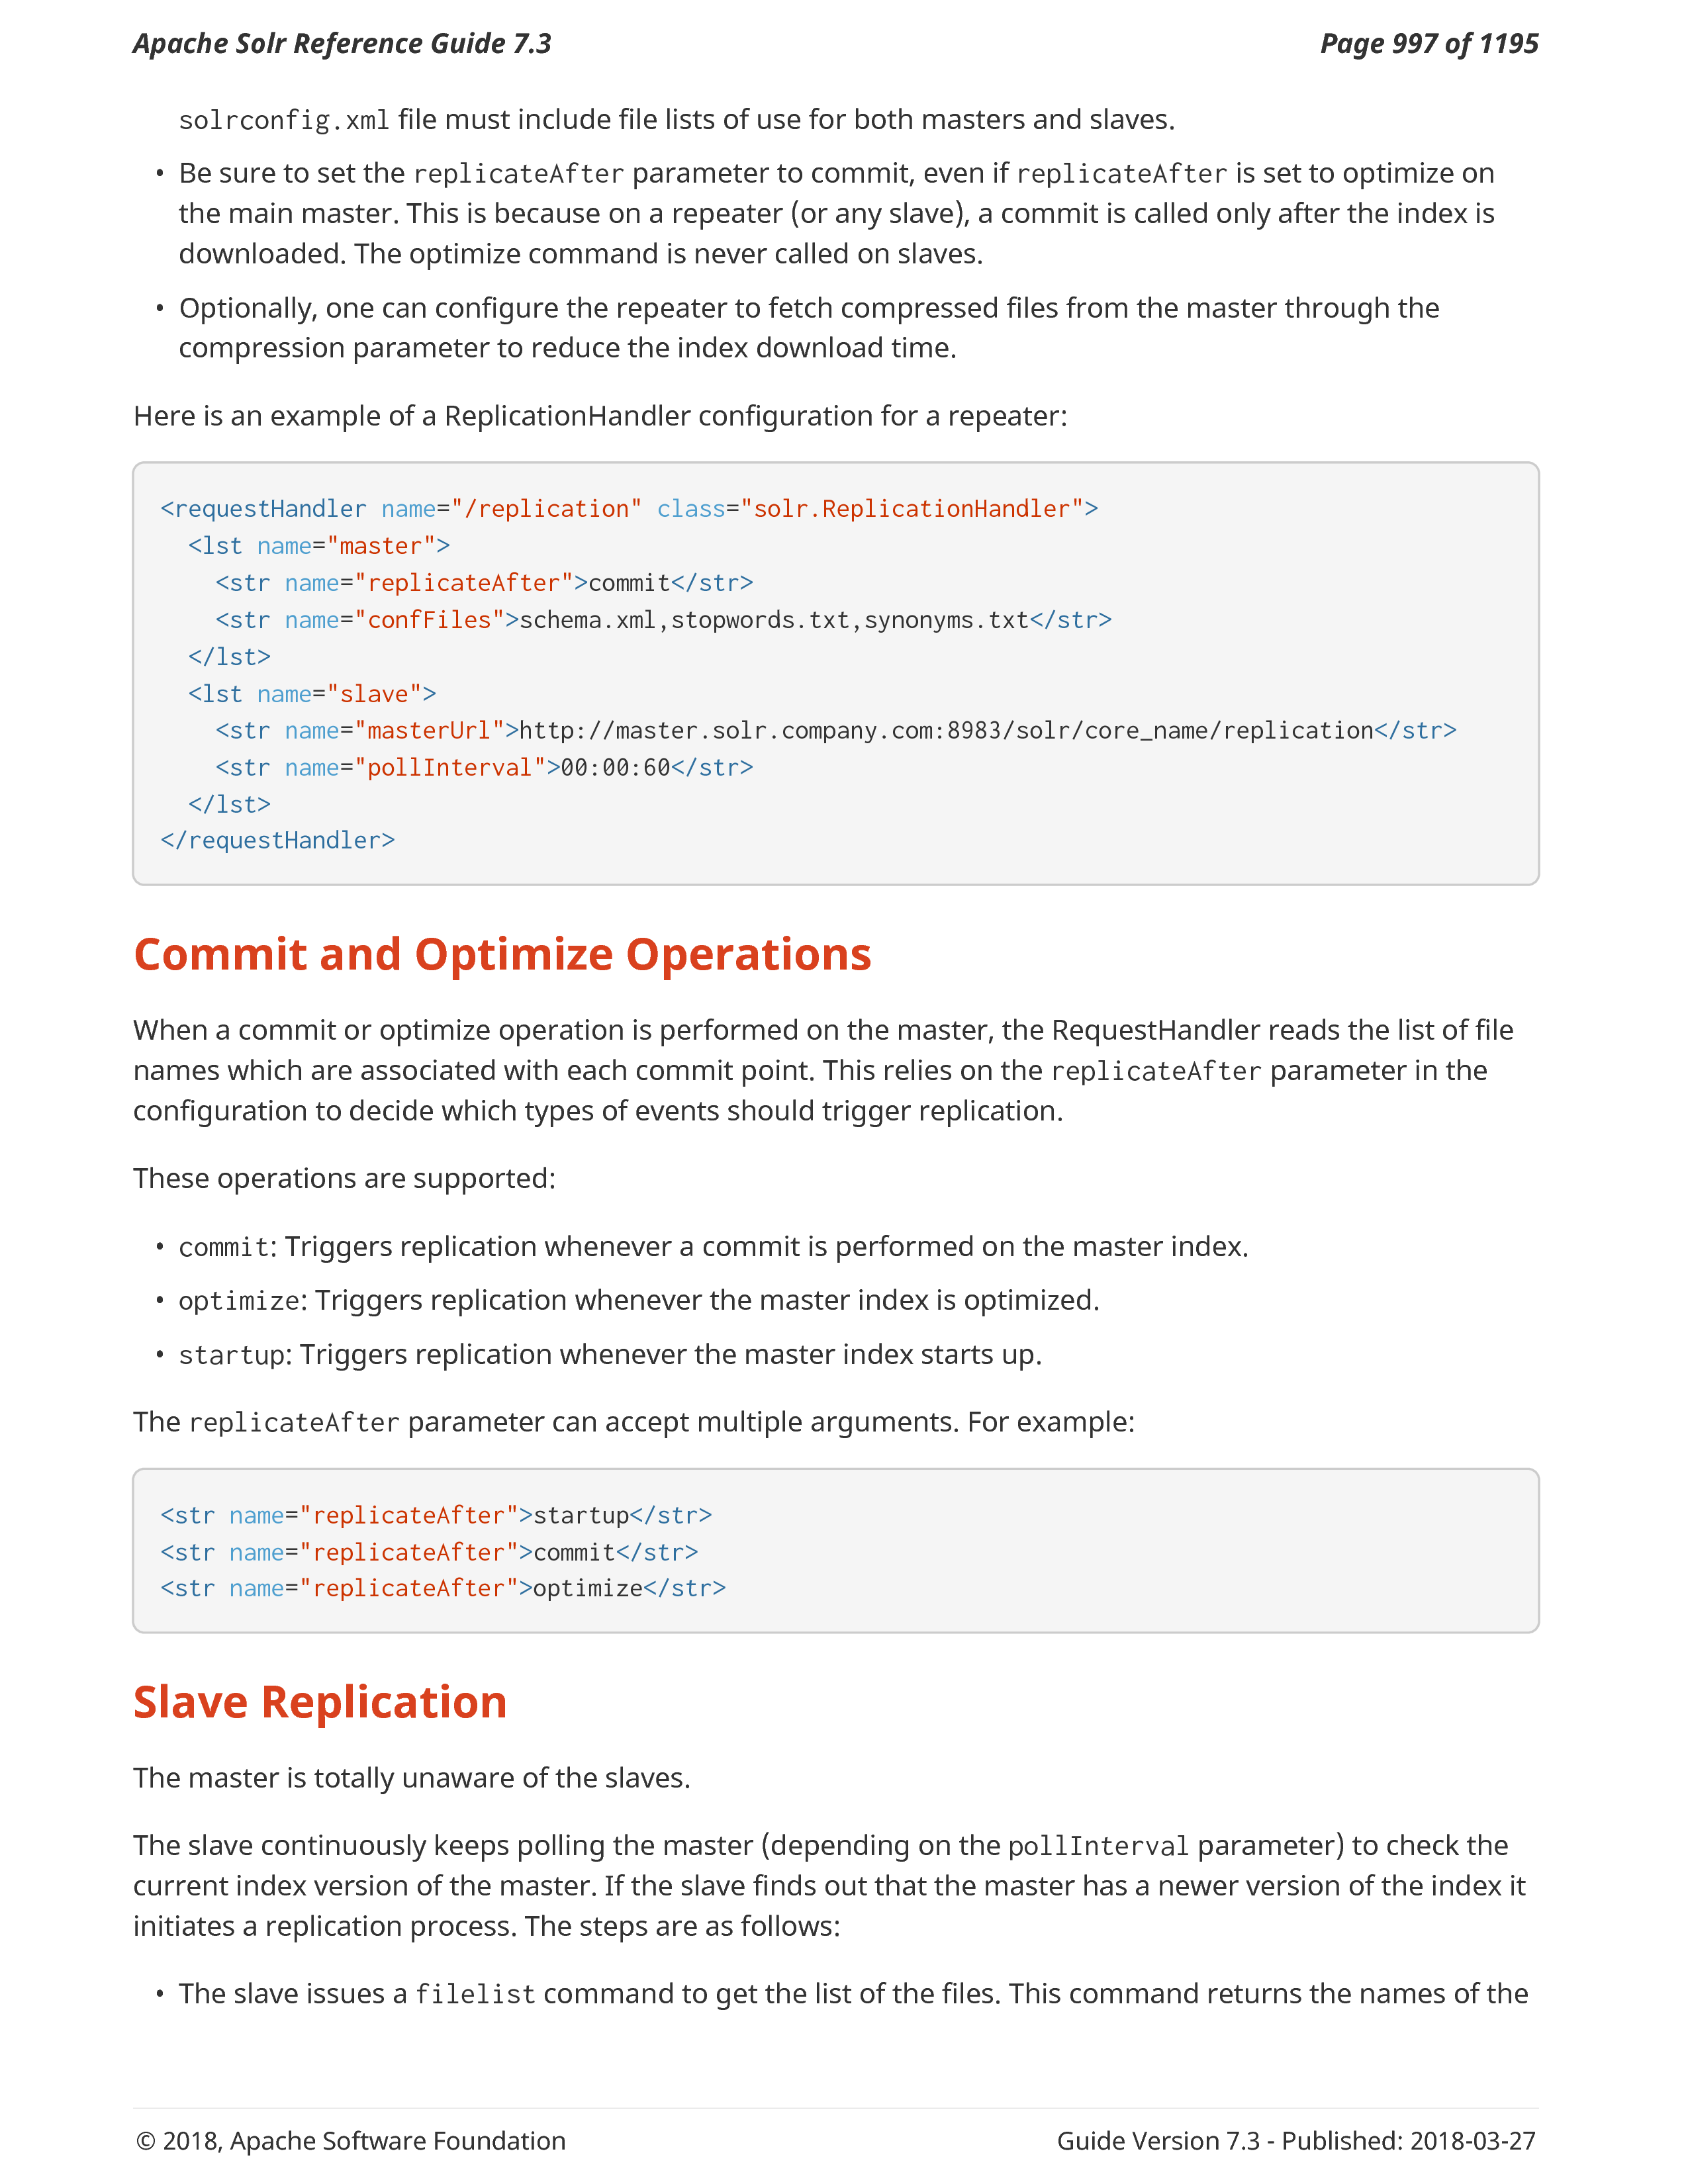 Apache Solr Reference Guide 7.3 Page 997 of 1195
solrconfig.xml file must include file lists of use for both masters and slaves.
• Be sure to set the replicateAfter parameter to commit, even if replicateAfter is set to optimize on
the main master. This is because on a repeater (or any slave), a commit is called only after the index is
downloaded. The optimize command is never called on slaves.
• Optionally, one can configure the repeater to fetch compressed files from the master through the
compression parameter to reduce the index download time.
Here is an example of a ReplicationHandler configuration for a repeater:
<requestHandler name="/replication" class="solr.ReplicationHandler">
  <lst name="master">
    <str name="replicateAfter">commit</str>
    <str name="confFiles">schema.xml,stopwords.txt,synonyms.txt</str>
  </lst>
  <lst name="slave">
    <str name="masterUrl">http://master.solr.company.com:8983/solr/core_name/replication</str>
    <str name="pollInterval">00:00:60</str>
  </lst>
</requestHandler>
Commit and Optimize Operations
When a commit or optimize operation is performed on the master, the RequestHandler reads the list of file
names which are associated with each commit point. This relies on the replicateAfter parameter in the
configuration to decide which types of events should trigger replication.
These operations are supported:
• commit: Triggers replication whenever a commit is performed on the master index.
• optimize: Triggers replication whenever the master index is optimized.
• startup: Triggers replication whenever the master index starts up.
The replicateAfter parameter can accept multiple arguments. For example:
<str name="replicateAfter">startup</str>
<str name="replicateAfter">commit</str>
<str name="replicateAfter">optimize</str>
Slave Replication
The master is totally unaware of the slaves.
The slave continuously keeps polling the master (depending on the pollInterval parameter) to check the
current index version of the master. If the slave finds out that the master has a newer version of the index it
initiates a replication process. The steps are as follows:
• The slave issues a filelist command to get the list of the files. This command returns the names of the
© 2018, Apache Software Foundation Guide Version 7.3 - Published: 2018-03-27